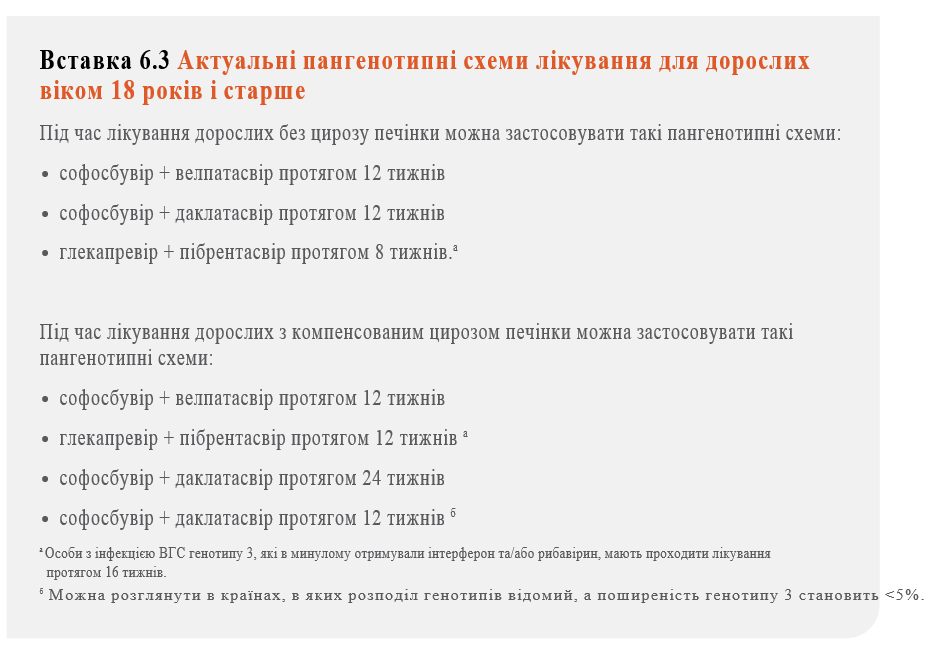 Вставка 6.3 Актуальні пангенотипні схеми лікування для дорослих
віком 18 років і старше
Під час лікування дорослих без цирозу печінки можна застосовувати такі пангенотипні схеми:
• софосбувір + велпатасвір протягом 12 тижнів
• софосбувір + даклатасвір протягом 12 тижнів
• глекапревір + пібрентасвір протягом 8 тижнів.ª
Під час лікування дорослих з компенсованим цирозом печінки можна застосовувати такі
пангенотипні схеми:
• софосбувір + велпатасвір протягом 12 тижнів
• глекапревір + пібрентасвір протягом 12 тижнів ª
• софосбувір + даклатасвір протягом 24 тижнів
• софосбувір + даклатасвір протягом 12 тижнів б
ª Особи з інфекцією ВГС генотипу 3, які в минулому отримували інтерферон та/або рибавірин, мають проходити лікування
протягом 16 тижнів.
б Можна розглянути в країнах, в яких розподіл генотипів відомий, а поширеність генотипу 3 становить <5%.